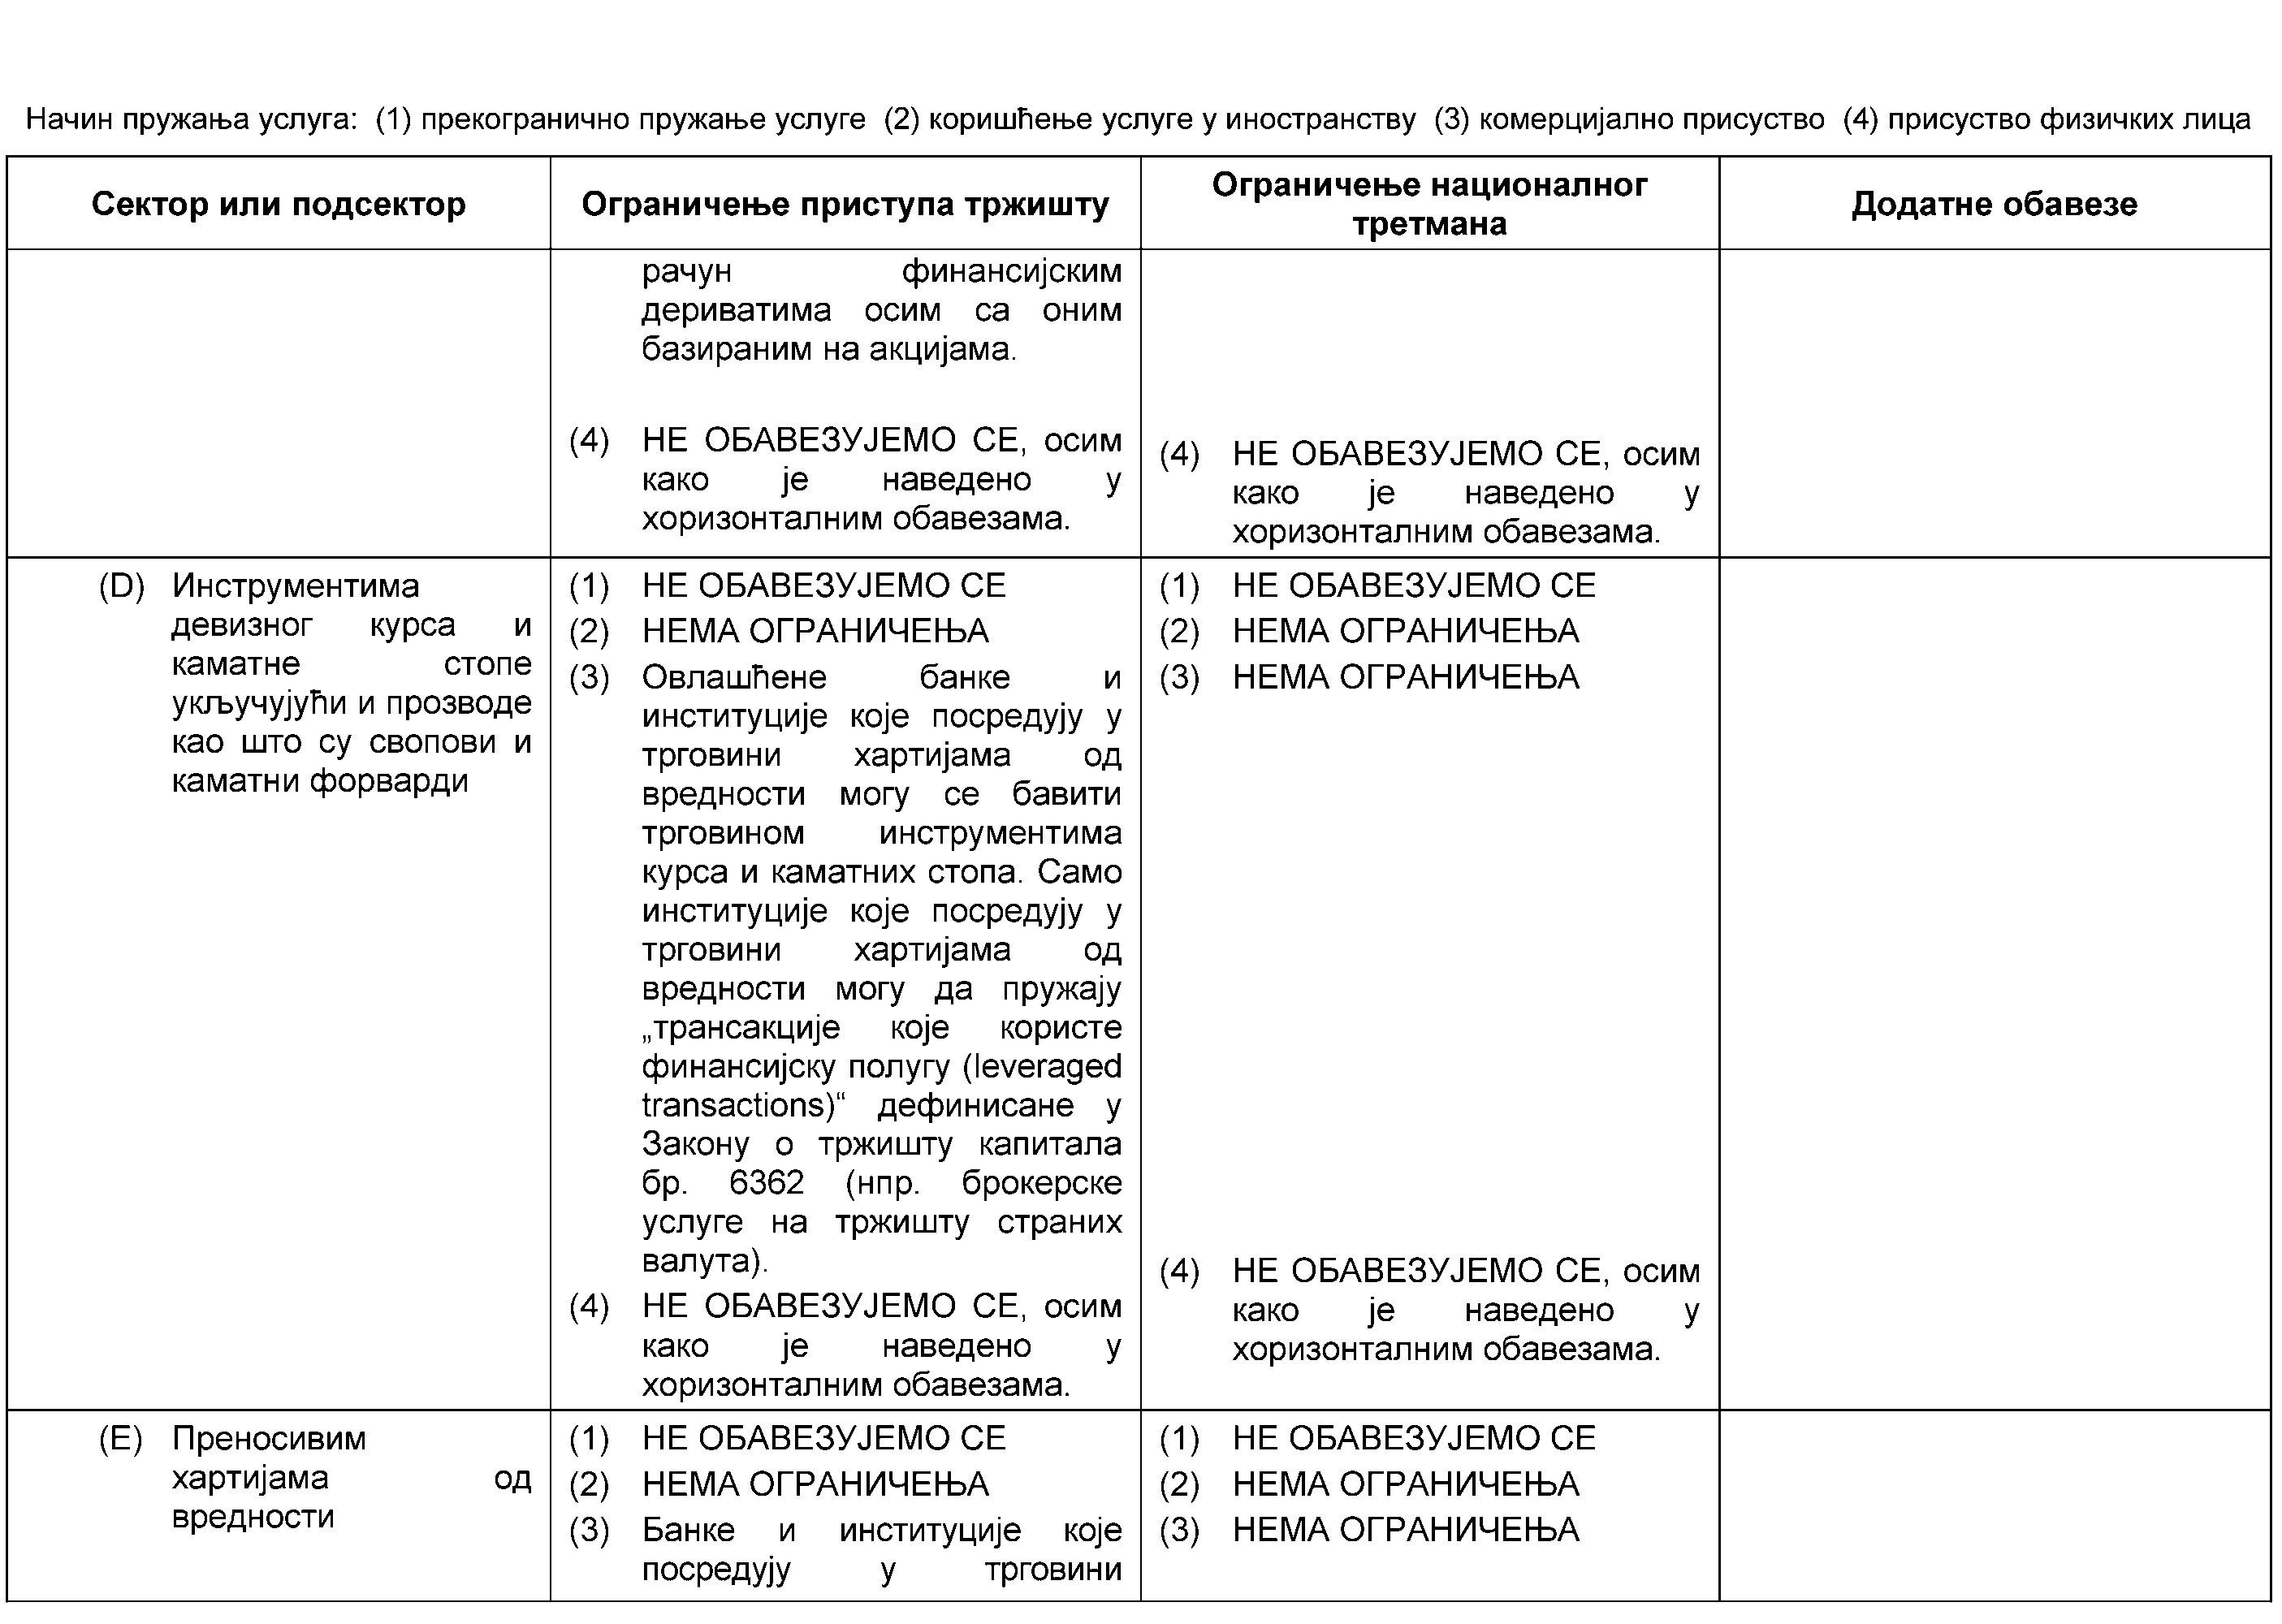 Начин пружања услуга: (1) прекогранично пружање услуге (2) коришћење услуге у иностранству (3) комерцијално присуство (4) присуство физичких лица
Сектор или подсектор
Ограничење приступа тржишту
Ограничење националног
третмана
Додатне обавезе
рачун финансијским
дериватима осим са оним
базираним на акцијама.
(4) НЕ ОБАВЕЗУЈЕМО СЕ, осим
како је наведено у
хоризонталним обавезама.
(4) НЕ ОБАВЕЗУЈЕМО СЕ, осим
како је наведено у
хоризонталним обавезама.
(D) Инструментима
девизног курса и
каматне стопе
укључујући и прозводе
као што су свопови и
каматни форварди
(1) НЕ ОБАВЕЗУЈЕМО СЕ
(2) НЕМА ОГРАНИЧЕЊА
(3) Овлашћене банке и
институције које посредују у
трговини хартијама од
вредности могу се бавити
трговином инструментима
курса и каматних стопа. Само
институције које посредују у
трговини хартијама од
вредности могу да пружају
„трансакције које користе
финансијску полугу (leveraged
transactions)“ дефинисане у
Закону о тржишту капитала
бр. 6362 (нпр. брокерске
услуге на тржишту страних
валута).
(4) НЕ ОБАВЕЗУЈЕМО СЕ, осим
како је наведено у
хоризонталним обавезама.
(1) НЕ ОБАВЕЗУЈЕМО СЕ
(2) НЕМА ОГРАНИЧЕЊА
(3) НЕМА ОГРАНИЧЕЊА
(4) НЕ ОБАВЕЗУЈЕМО СЕ, осим
како је наведено у
хоризонталним обавезама.
(E) Преносивим
хартијама од
вредности
(1) НЕ ОБАВЕЗУЈЕМО СЕ
(2) НЕМА ОГРАНИЧЕЊА
(3) Банке и институције које
посредују у трговини
(1) НЕ ОБАВЕЗУЈЕМО СЕ
(2) НЕМА ОГРАНИЧЕЊА
(3) НЕМА ОГРАНИЧЕЊА